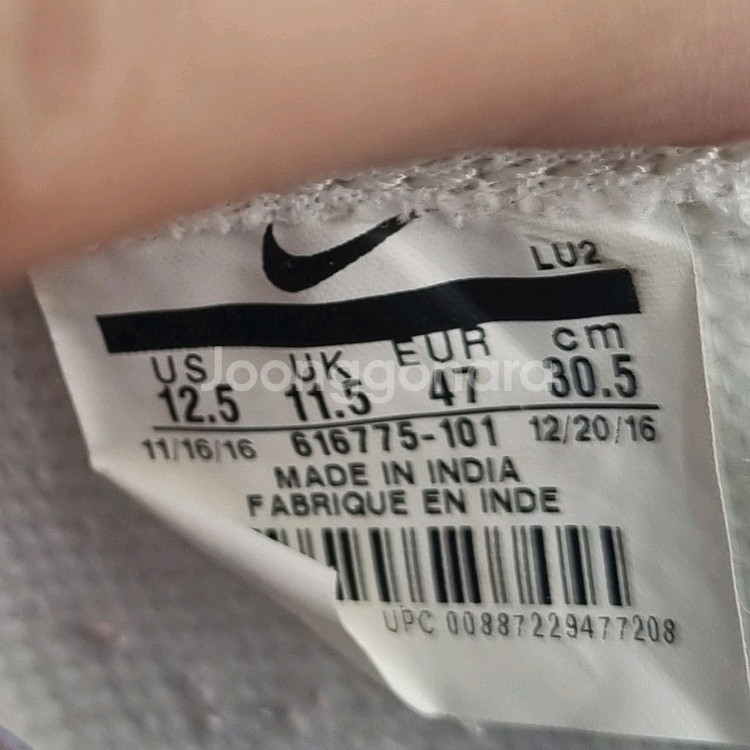 LU2
US UK EUR cm
12.5 11.5 47 30.5
Joonggonara
11/16/16 616775-101 12/20/16
MADE IN INDIA
FABRIQUE EN INDE
UPC 00887229477208